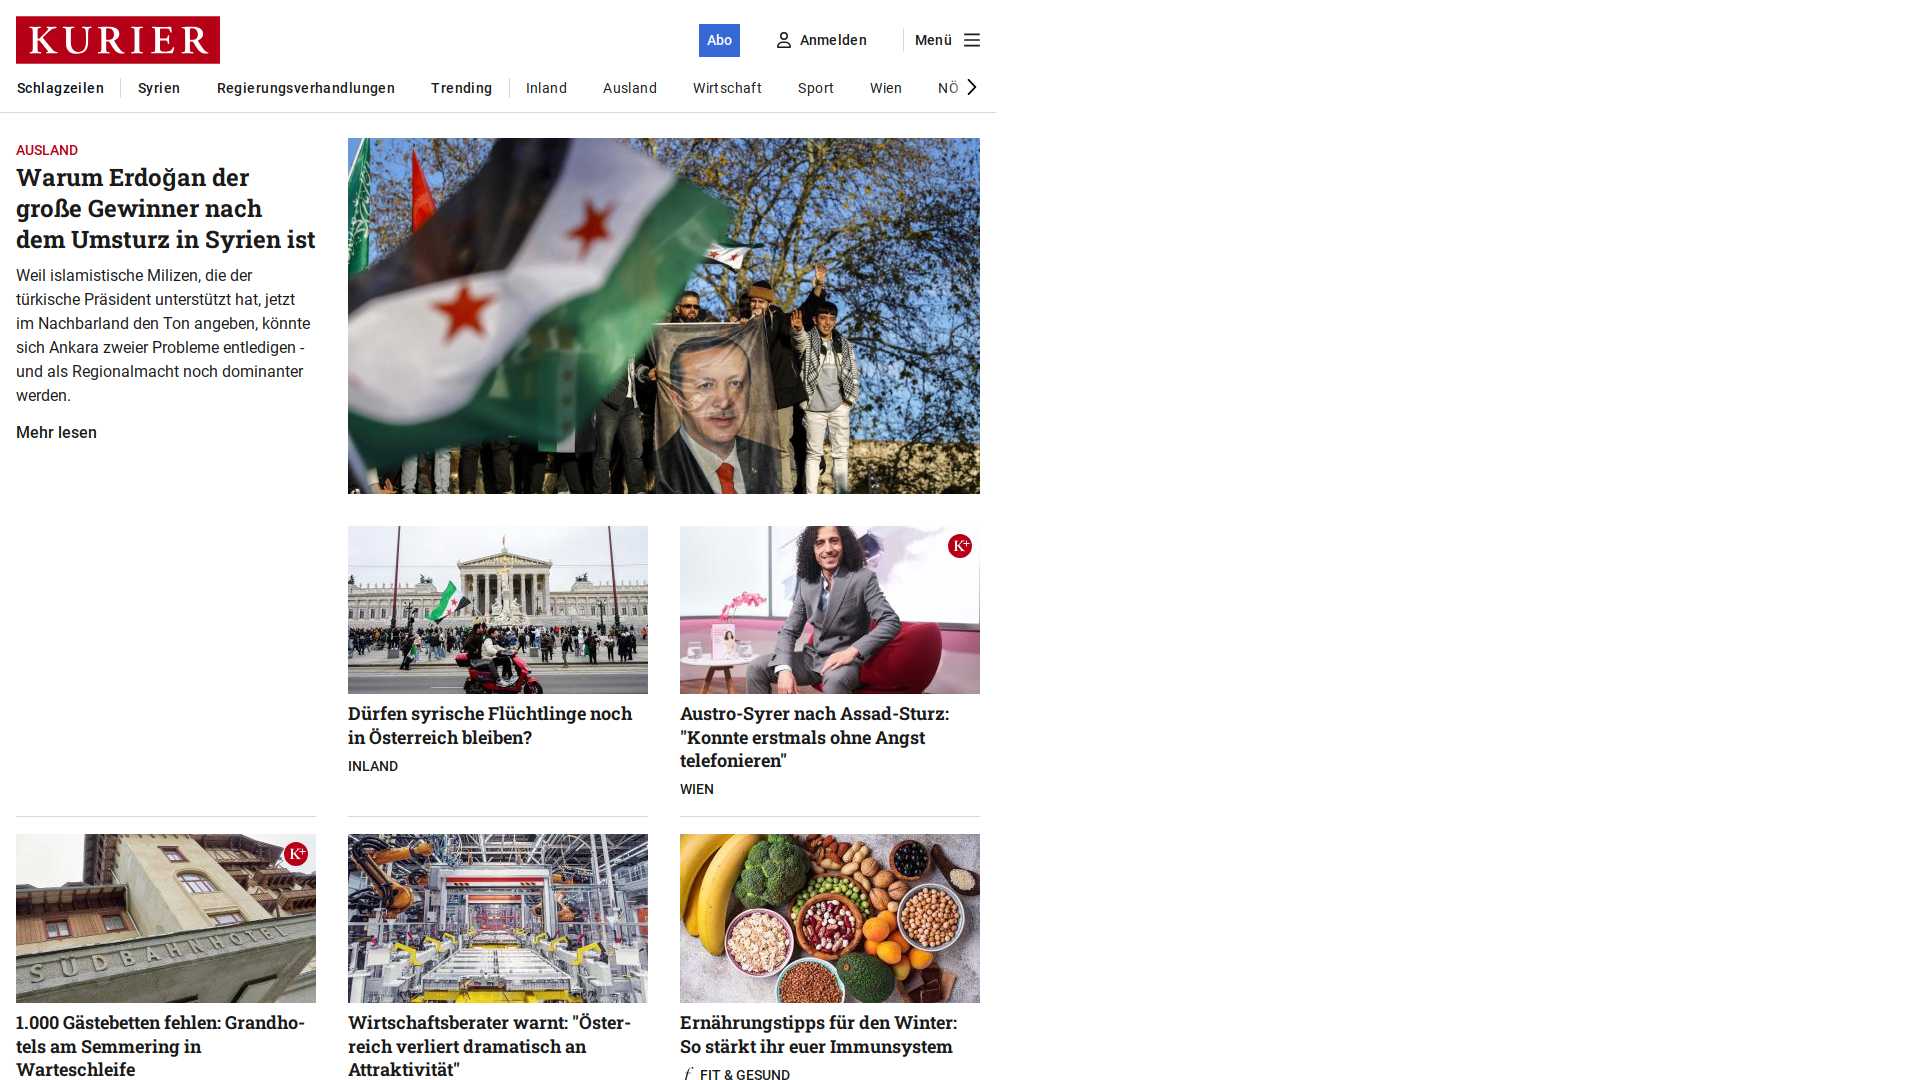 KURIER
Abo
Anmelden
Menü
Schlagzeilen
Syrien
Regierungsverhandlungen
Trending
Inland
Ausland
Wirtschaft
Sport
Wien
NÖ
AUSLAND
Warum Erdoğan der
große Gewinner nach
dem Umsturz in Syrien ist
Weil islamistische Milizen, die der
türkische Präsident unterstützt hat, jetzt
im Nachbarland den Ton angeben, könnte
sich Ankara zweier Probleme entledigen -
und als Regionalmacht noch dominanter
werden.
Mehr lesen
Dürfen syrische Flüchtlinge noch
in Österreich bleiben?
INLAND
K+
Austro-Syrer nach Assad-Sturz:
"Konnte erstmals ohne Angst
telefonieren"
WIEN
K+
SÜDBAHNHOTEL
1.000 Gästebetten fehlen: Grandho-
tels am Semmering in
Warteschleife
Wirtschaftsberater warnt: "Öster-
reich verliert dramatisch an
Attraktivität"
Ernährungstipps für den Winter:
So stärkt ihr euer Immunsystem
f FIT & GESUND